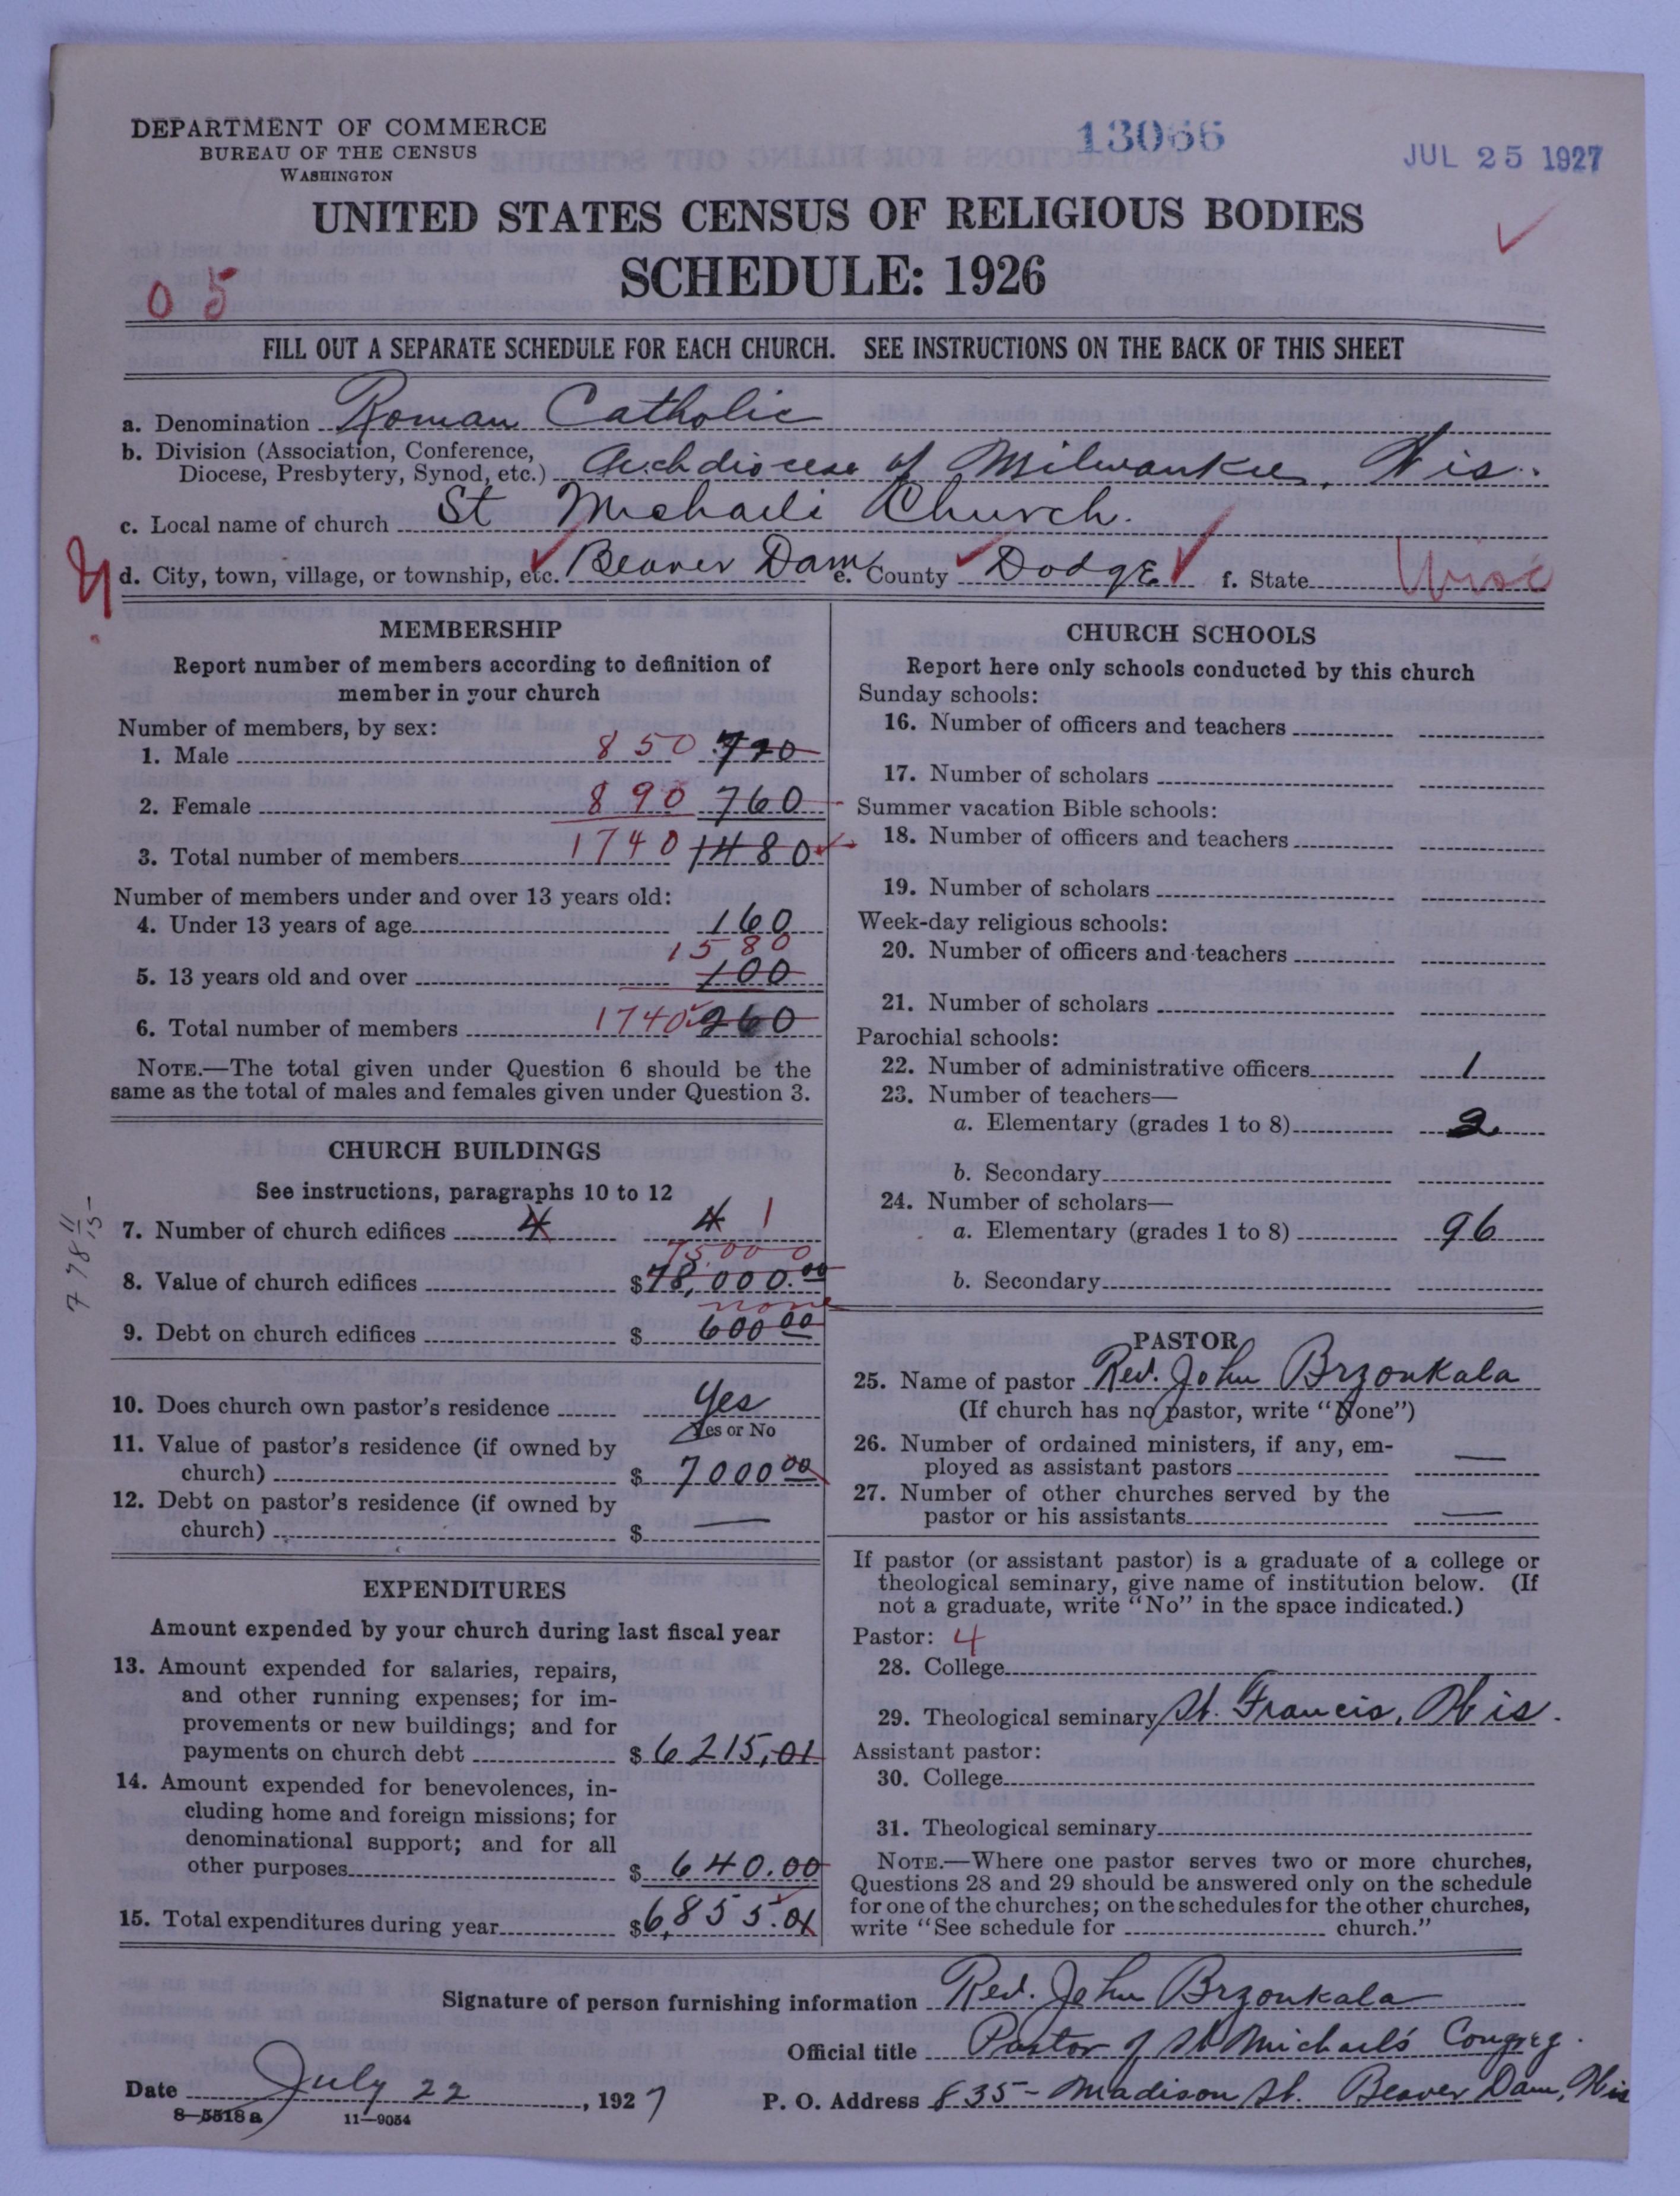 DEPARTMENT OF COMMERCE
BUREAU OF THE CENSUS
WASHINGTON
13066
JUL 25 1927
UNITED STATES CENSUS OF RELIGIOUS BODIES
SCHEDULE: 1926
05
FILL OUT A SEPARATE SCHEDULE FOR EACH CHURCH. SEE INSTRUCTIONS ON THE BACK OF THIS SHEET
a. Denomination Roman Catholic
b. Division (Association, Conference,
Diocese, Presbytery, Synod, etc.) Archdiocese of Milwaukee, Wis.
c. Local name of church St Michaeli Church.
d. City, town, village, or township, etc. Beaver Dam e. County Dodge f. State Wisc
MEMBERSHIP
Report number of members according to definition of
member in your church
Number of members, by sex:
1. Male 850 720
2. Female 890 760
3. Total number of members 1740 1480
Number of members under and over 13 years old:
4. Under 13 years of age 160
1580
5. 13 years old and over 100
6. Total number of members 1740 260
NOTE.—The total given under Question 6 should be the
same as the total of males and females given under Question 3.
CHURCH BUILDINGS
See instructions, paragraphs 10 to 12
7. Number of church edifices 4 4 1
75000
8. Value of church edifices $78,000.00
none
9. Debt on church edifices $ 600 00
10. Does church own pastor's residence Yes
Yes or No
11. Value of pastor's residence (if owned by
church) $ 7000 00
12. Debt on pastor's residence (if owned by
church) $ —
EXPENDITURES
Amount expended by your church during last fiscal year
13. Amount expended for salaries, repairs,
and other running expenses; for im-
provements or new buildings; and for
payments on church debt $ 6215.01
14. Amount expended for benevolences, in-
cluding home and foreign missions; for
denominational support; and for all
other purposes $ 640.00
15. Total expenditures during year $6,855.01
CHURCH SCHOOLS
Report here only schools conducted by this church
Sunday schools:
16. Number of officers and teachers
17. Number of scholars
Summer vacation Bible schools:
18. Number of officers and teachers
19. Number of scholars
Week-day religious schools:
20. Number of officers and teachers
21. Number of scholars
Parochial schools:
22. Number of administrative officers 1
23. Number of teachers—
a. Elementary (grades 1 to 8) 2
b. Secondary
24. Number of scholars—
a. Elementary (grades 1 to 8) 96
b. Secondary
PASTOR
25. Name of pastor Rev. John Brzonkala
(If church has no pastor, write "None")
26. Number of ordained ministers, if any, em-
ployed as assistant pastors —
27. Number of other churches served by the
pastor or his assistants —
If pastor (or assistant pastor) is a graduate of a college or
theological seminary, give name of institution below. (If
not a graduate, write "No" in the space indicated.)
Pastor: 4
28. College
29. Theological seminary St. Francis, Wis.
Assistant pastor:
30. College
31. Theological seminary
NOTE.—Where one pastor serves two or more churches,
Questions 28 and 29 should be answered only on the schedule
for one of the churches; on the schedules for the other churches,
write "See schedule for church."
Signature of person furnishing information Rev. John Brzonkala
Official title Pastor of St Michael's Congreg.
Date July 22, 1927 P. O. Address 835 - Madison St. Beaver Dam, Wis
8-5518a 11—9054